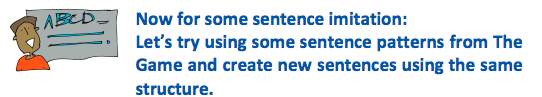 ABCD
Now for some sentence imitation:
Let's try using some sentence patterns from The
Game and create new sentences using the same
structure.